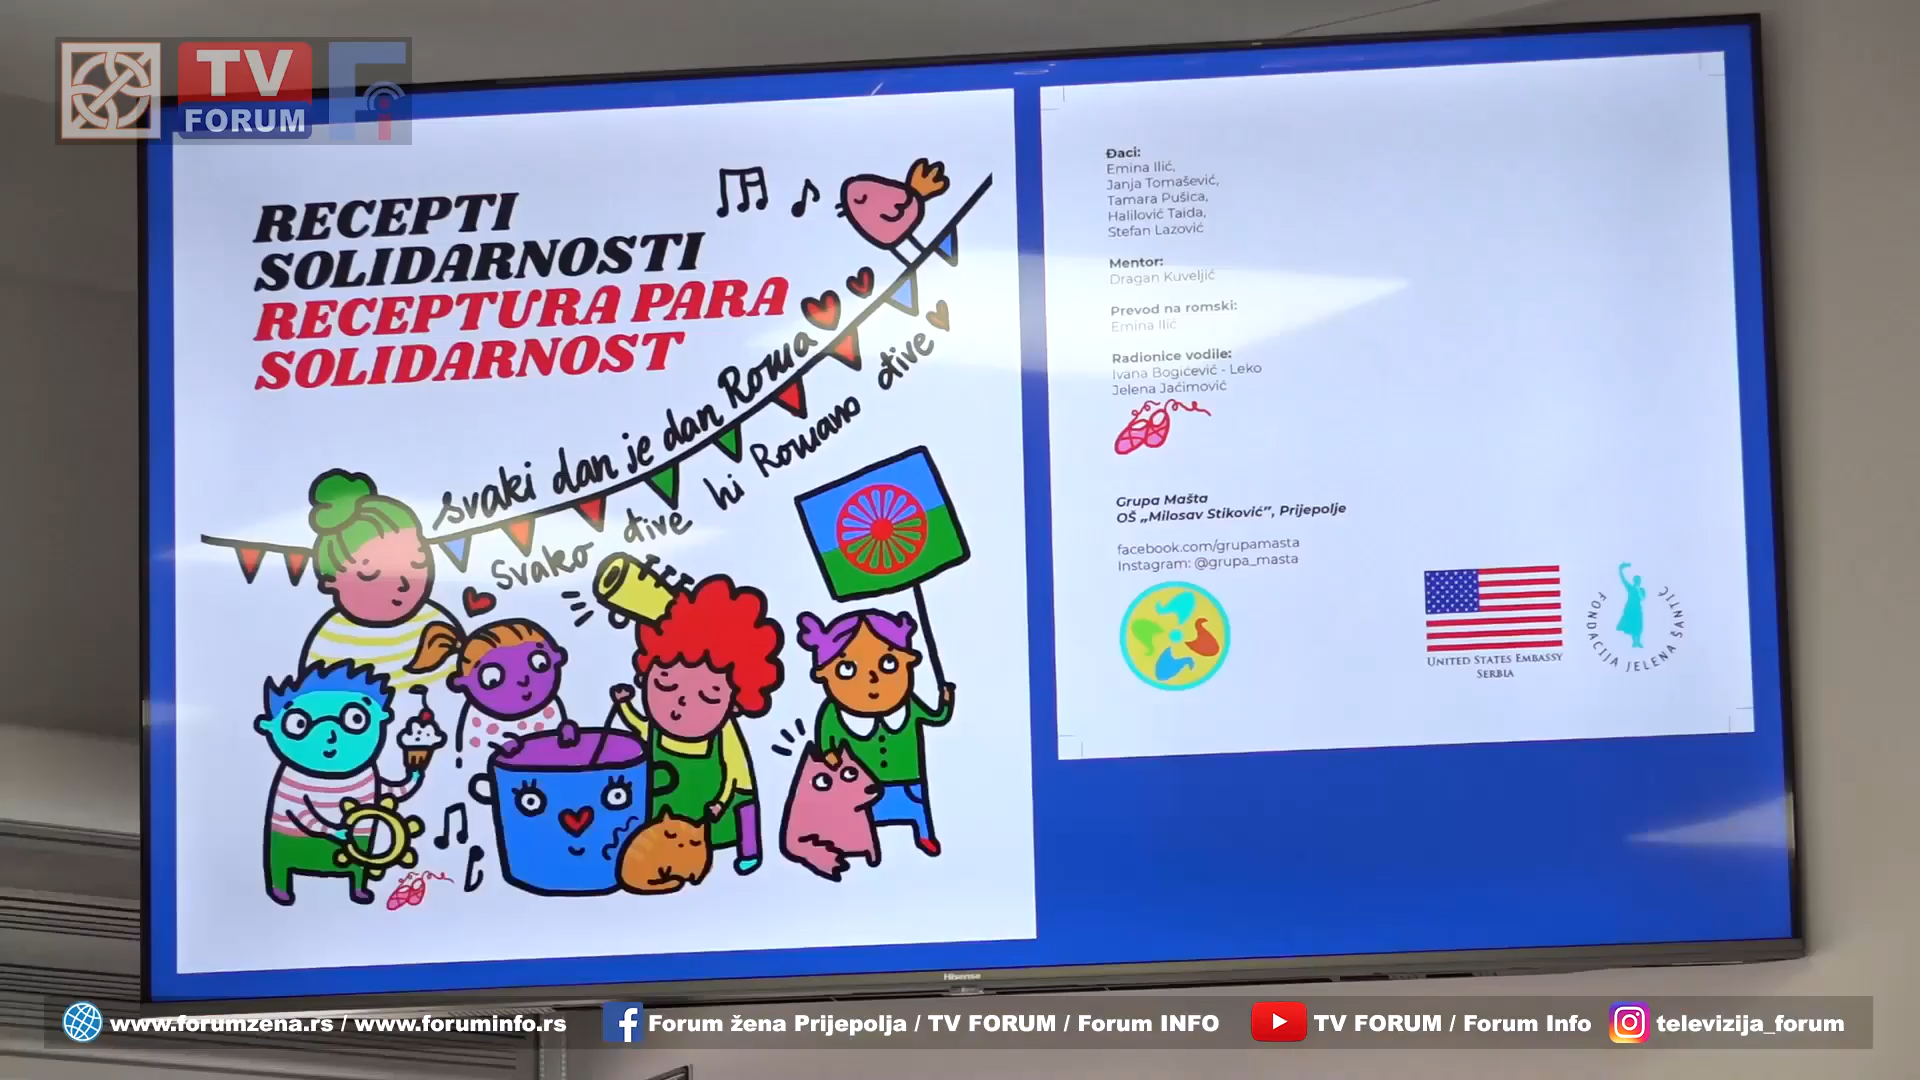 TV
FORUM
Fi
RECEPTI
SOLIDARNOSTI
RECEPTURA PARA
SOLIDARNOST
svaki dan je dan Roma
Svako đive hi Romano đive
Đaci:
Emina Ilić,
Janja Tomašević,
Tamara Pušica,
Halilović Taida,
Stefan Lazović
Mentor:
Dragan Kuveljić
Prevod na romski:
Emina Ilić
Radionice vodile:
Ivana Bogićević - Leko
Jelena Jaćimović
Grupa Mašta
OŠ „Milosav Stiković”, Prijepolje
facebook.com/grupamasta
Instagram: @grupa_masta
UNITED STATES EMBASSY
SERBIA
FONDACIJA JELENA ŠANTIĆ
Hisense
www.forumzena.rs / www.foruminfo.rs
Forum žena Prijepolja / TV FORUM / Forum INFO
TV FORUM / Forum Info
televizija_forum